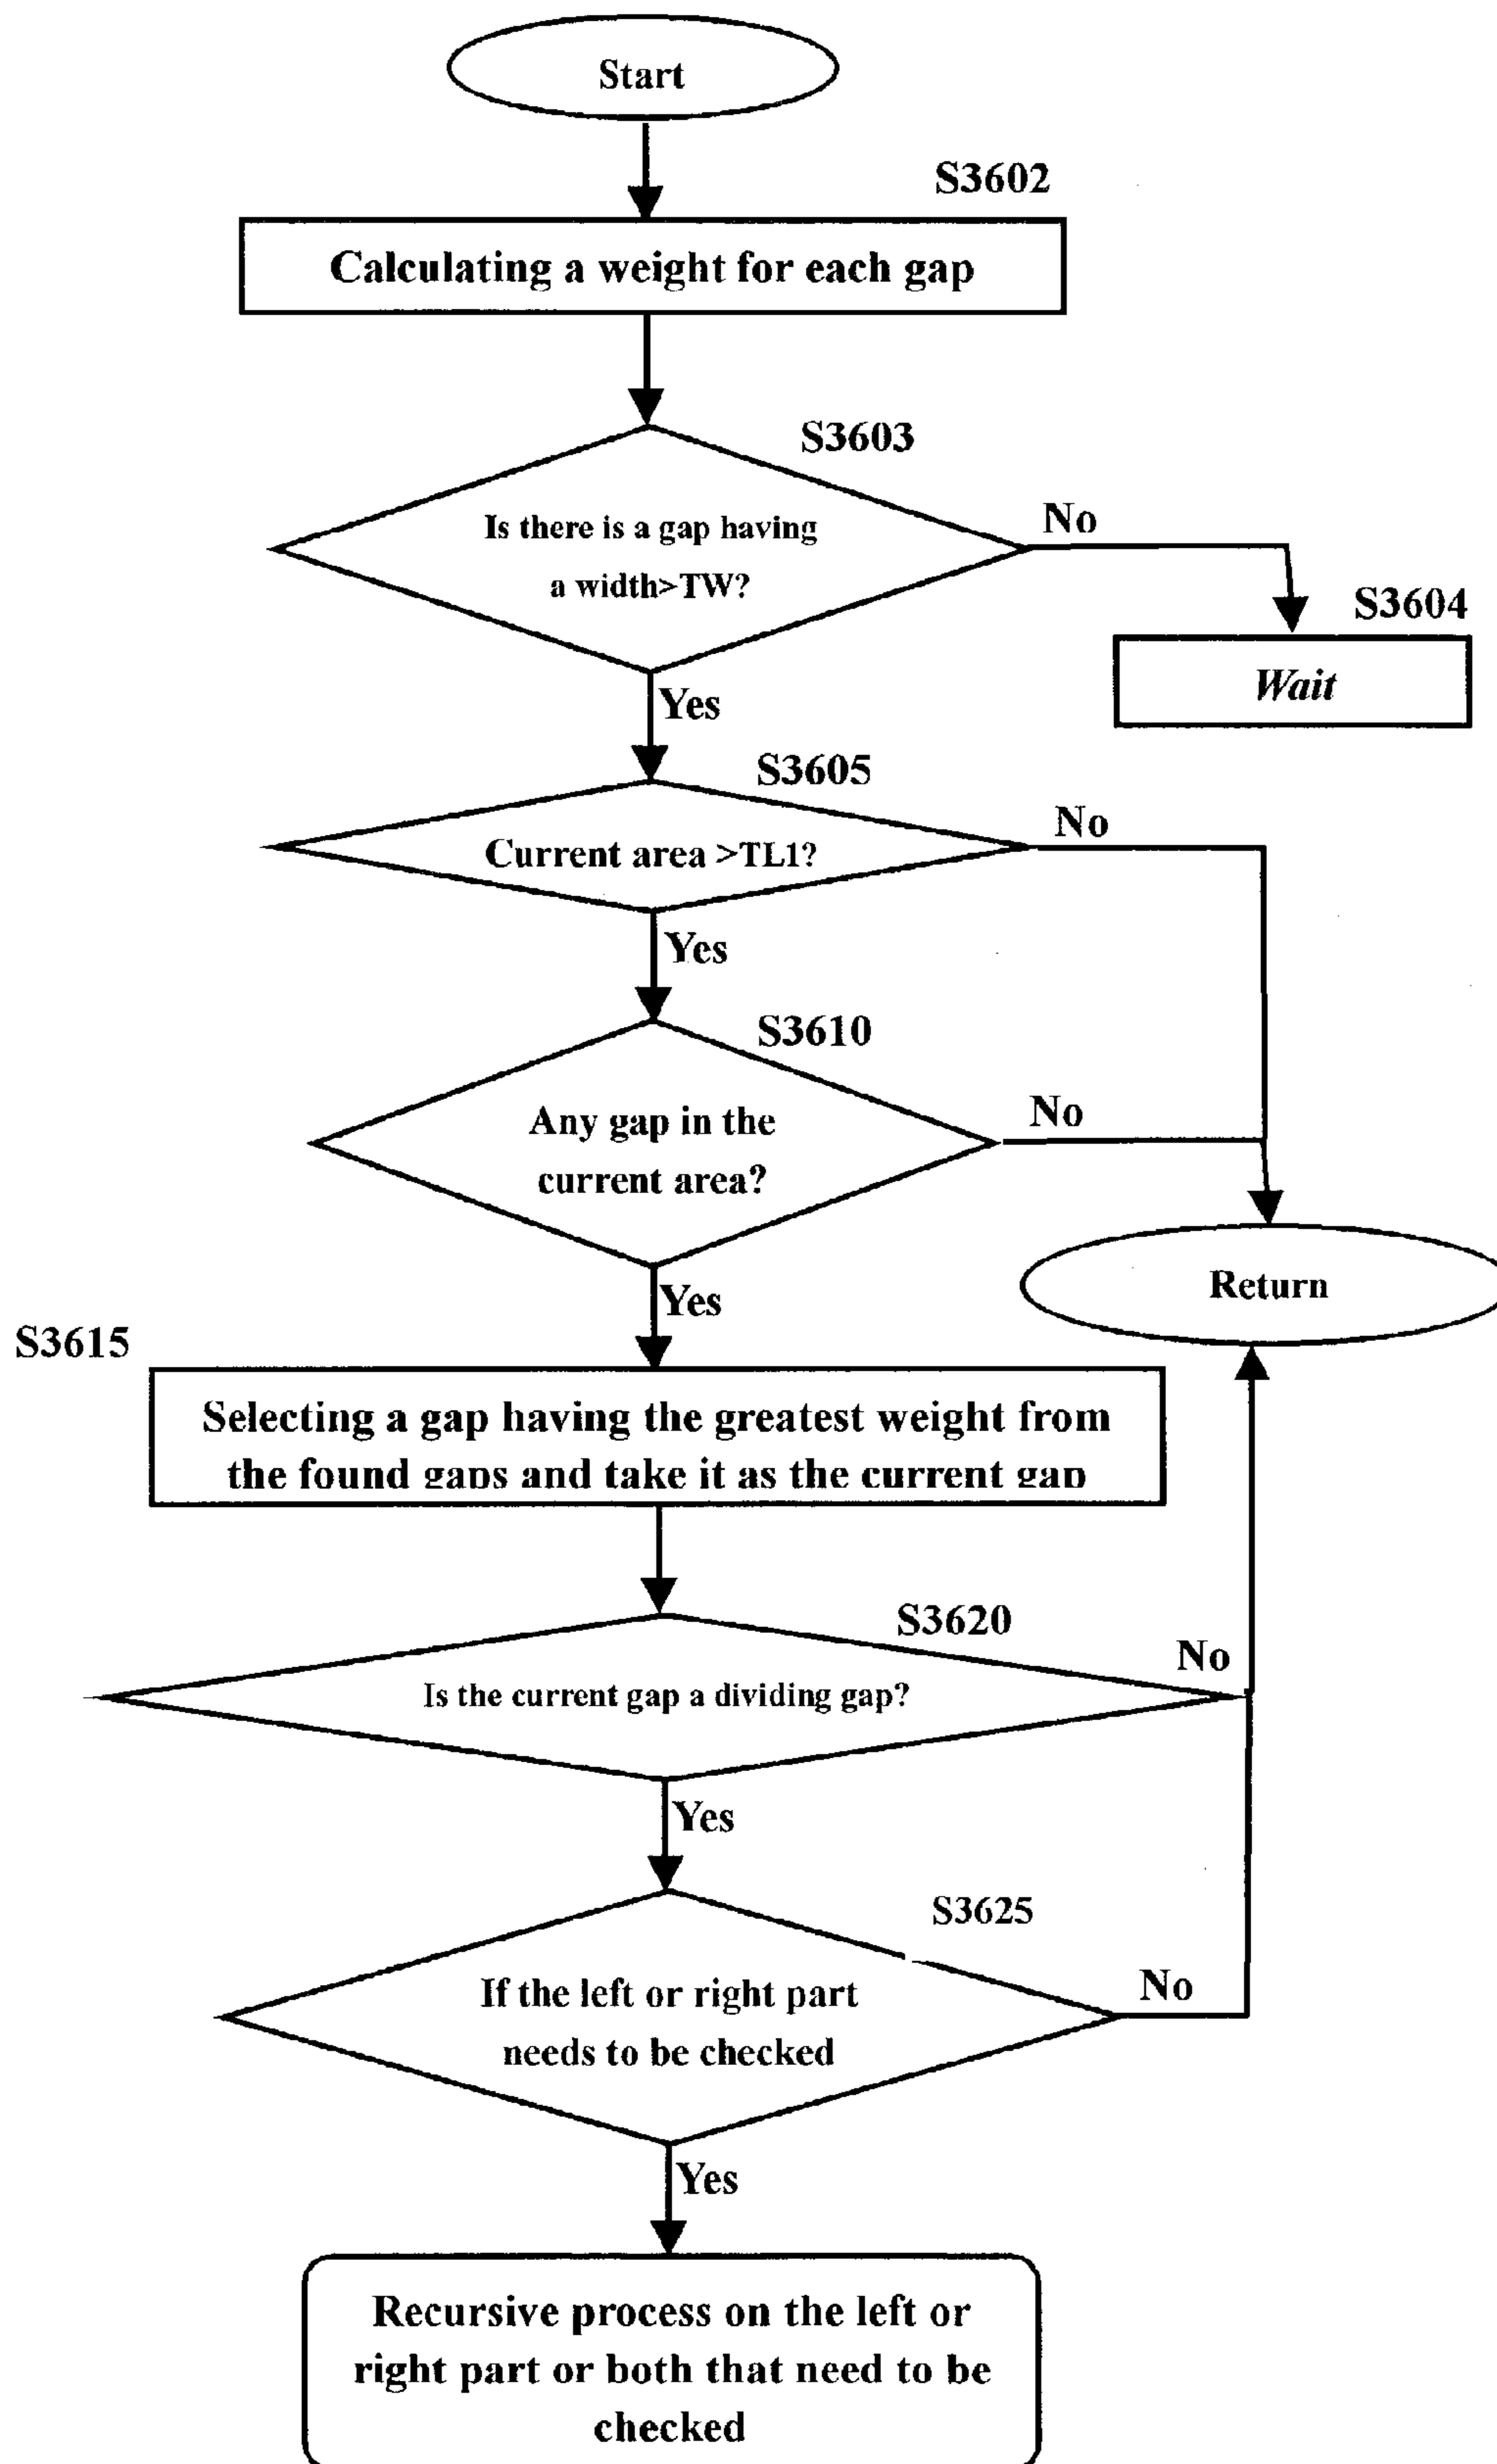 Start
S3602
Calculating a weight for each gap
S3603
Is there is a gap having
a width>TW?
No
S3604
Wait
Yes
S3605
Current area >TL1?
No
Yes
S3610
Any gap in the
current area?
No
Yes
Return
S3615
Selecting a gap having the greatest weight from
the found gaps and take it as the current gap
S3620
Is the current gap a dividing gap?
No
Yes
S3625
If the left or right part
needs to be checked
No
Yes
Recursive process on the left or
right part or both that need to be
checked